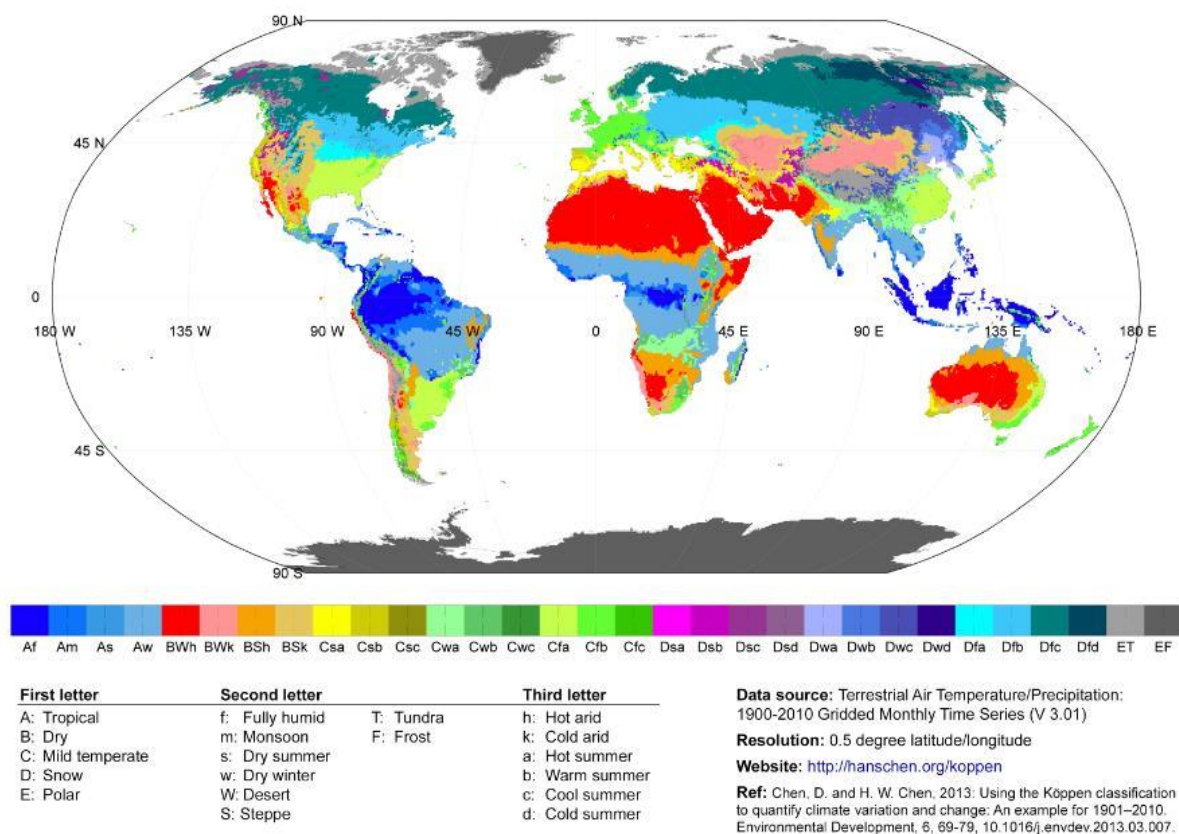 90 N
45 N
0
180 W 135 W 90 W 45 W 0 45 E 90 E 135 E 180 E
45 S
90 S
Af Am As Aw BWh BWk BSh BSk Csa Csb Csc Cwa Cwb Cwc Cfa Cfb Cfc Dsa Dsb Dsc Dsd Dwa Dwb Dwc Dwd Dfa Dfb Dfc Dfd ET EF
First letter
A: Tropical
B: Dry
C: Mild temperate
D: Snow
E: Polar
Second letter
f: Fully humid T: Tundra
m: Monsoon F: Frost
s: Dry summer
w: Dry winter
W: Desert
S: Steppe
Third letter
h: Hot arid
k: Cold arid
a: Hot summer
b: Warm summer
c: Cool summer
d: Cold summer
Data source: Terrestrial Air Temperature/Precipitation:
1900-2010 Gridded Monthly Time Series (V 3.01)
Resolution: 0.5 degree latitude/longitude
Website: http://hanschen.org/koppen
Ref: Chen, D. and H. W. Chen, 2013: Using the Köppen classification
to quantify climate variation and change: An example for 1901–2010.
Environmental Development, 6, 69-79, 10.1016/j.envdev.2013.03.007.